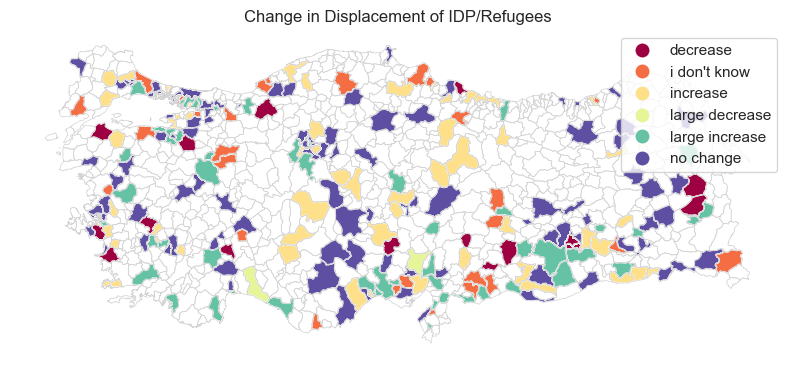 Change in Displacement of IDP/Refugees
decrease
i don't know
increase
large decrease
large increase
no change